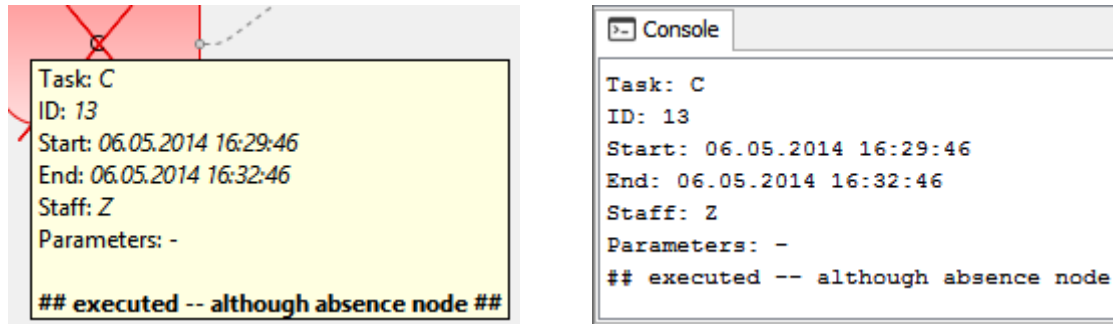 Task: C
ID: 13
Start: 06.05.2014 16:29:46
End: 06.05.2014 16:32:46
Staff: Z
Parameters: -
## executed -- although absence node ##
Console
Task: C
ID: 13
Start: 06.05.2014 16:29:46
End: 06.05.2014 16:32:46
Staff: Z
Parameters: -
## executed -- although absence node